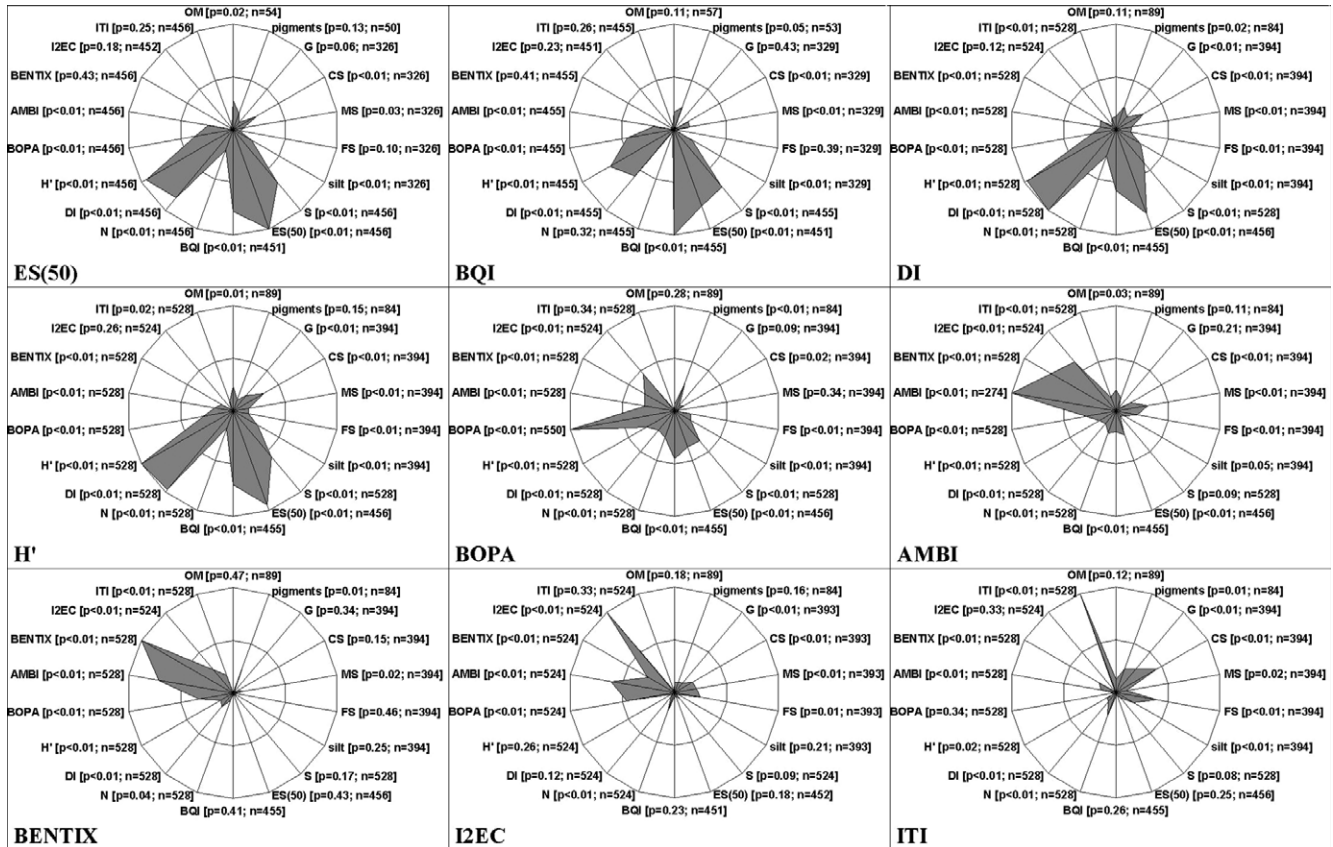 OM [p=0.02; n=54]
ITI [p=0.25; n=456]
pigments [p=0.13; n=50]
I2EC [p=0.18; n=452]
G [p=0.06; n=326]
BENTIX [p=0.43; n=456]
CS [p<0.01; n=326]
AMBI [p<0.01; n=456]
MS [p=0.03; n=326]
BOPA [p<0.01; n=456]
FS [p=0.10; n=326]
H' [p<0.01; n=456]
silt [p<0.01; n=326]
DI [p<0.01; n=456]
S [p<0.01; n=456]
N [p<0.01; n=456]
ES(50) [p<0.01; n=456]
BQI [p<0.01; n=451]
ES(50)
OM [p=0.11; n=57]
ITI [p=0.26; n=455]
pigments [p=0.05; n=53]
I2EC [p=0.23; n=451]
G [p=0.43; n=329]
BENTIX [p=0.41; n=455]
CS [p<0.01; n=329]
AMBI [p<0.01; n=455]
MS [p<0.01; n=329]
BOPA [p<0.01; n=455]
FS [p=0.39; n=329]
H' [p<0.01; n=455]
silt [p<0.01; n=329]
DI [p<0.01; n=455]
S [p<0.01; n=455]
N [p=0.32; n=455]
ES(50) [p<0.01; n=451]
BQI [p<0.01; n=455]
BQI
OM [p=0.11; n=89]
ITI [p<0.01; n=528]
pigments [p=0.02; n=84]
I2EC [p=0.12; n=524]
G [p<0.01; n=394]
BENTIX [p<0.01; n=528]
CS [p<0.01; n=394]
AMBI [p<0.01; n=528]
MS [p<0.01; n=394]
BOPA [p<0.01; n=528]
FS [p<0.01; n=394]
H' [p<0.01; n=528]
silt [p<0.01; n=394]
DI [p<0.01; n=528]
S [p<0.01; n=528]
N [p<0.01; n=528]
ES(50) [p<0.01; n=456]
BQI [p<0.01; n=455]
DI
OM [p=0.01; n=89]
ITI [p=0.02; n=528]
pigments [p=0.15; n=84]
I2EC [p=0.26; n=524]
G [p<0.01; n=394]
BENTIX [p<0.01; n=528]
CS [p<0.01; n=394]
AMBI [p<0.01; n=528]
MS [p<0.01; n=394]
BOPA [p<0.01; n=528]
FS [p<0.01; n=394]
H' [p<0.01; n=528]
silt [p<0.01; n=394]
DI [p<0.01; n=528]
S [p<0.01; n=528]
N [p<0.01; n=528]
ES(50) [p<0.01; n=456]
BQI [p<0.01; n=455]
H'
OM [p=0.28; n=89]
ITI [p=0.34; n=528]
pigments [p<0.01; n=84]
I2EC [p<0.01; n=524]
G [p=0.09; n=394]
BENTIX [p<0.01; n=528]
CS [p=0.02; n=394]
AMBI [p<0.01; n=528]
MS [p=0.34; n=394]
BOPA [p<0.01; n=550]
FS [p<0.01; n=394]
H' [p<0.01; n=528]
silt [p<0.01; n=394]
DI [p<0.01; n=528]
S [p<0.01; n=528]
N [p<0.01; n=528]
ES(50) [p<0.01; n=456]
BQI [p<0.01; n=455]
BOPA
OM [p=0.03; n=89]
ITI [p<0.01; n=528]
pigments [p=0.11; n=84]
I2EC [p<0.01; n=524]
G [p=0.21; n=394]
BENTIX [p<0.01; n=528]
CS [p<0.01; n=394]
AMBI [p<0.01; n=274]
MS [p<0.01; n=394]
BOPA [p<0.01; n=528]
FS [p<0.01; n=394]
H' [p<0.01; n=528]
silt [p=0.05; n=394]
DI [p<0.01; n=528]
S [p=0.09; n=528]
N [p<0.01; n=528]
ES(50) [p<0.01; n=456]
BQI [p<0.01; n=455]
AMBI
OM [p=0.47; n=89]
ITI [p<0.01; n=528]
pigments [p=0.01; n=84]
I2EC [p<0.01; n=524]
G [p=0.34; n=394]
BENTIX [p<0.01; n=528]
CS [p=0.15; n=394]
AMBI [p<0.01; n=528]
MS [p=0.02; n=394]
BOPA [p<0.01; n=528]
FS [p=0.46; n=394]
H' [p<0.01; n=528]
silt [p=0.25; n=394]
DI [p<0.01; n=528]
S [p=0.17; n=528]
N [p=0.04; n=528]
ES(50) [p=0.43; n=456]
BQI [p=0.41; n=455]
BENTIX
OM [p=0.18; n=89]
ITI [p=0.33; n=524]
pigments [p=0.16; n=84]
I2EC [p<0.01; n=524]
G [p<0.01; n=393]
BENTIX [p<0.01; n=524]
CS [p<0.01; n=393]
AMBI [p<0.01; n=524]
MS [p<0.01; n=393]
BOPA [p<0.01; n=524]
FS [p=0.01; n=393]
H' [p=0.26; n=524]
silt [p=0.21; n=393]
DI [p=0.12; n=524]
S [p=0.09; n=524]
N [p<0.01; n=524]
ES(50) [p=0.18; n=452]
BQI [p=0.23; n=451]
I2EC
OM [p=0.12; n=89]
ITI [p<0.01; n=528]
pigments [p=0.01; n=84]
I2EC [p=0.33; n=524]
G [p<0.01; n=394]
BENTIX [p<0.01; n=528]
CS [p<0.01; n=394]
AMBI [p<0.01; n=528]
MS [p=0.02; n=394]
BOPA [p=0.34; n=528]
FS [p<0.01; n=394]
H' [p=0.02; n=528]
silt [p<0.01; n=394]
DI [p<0.01; n=528]
S [p=0.08; n=528]
N [p<0.01; n=528]
ES(50) [p=0.25; n=456]
BQI [p=0.26; n=455]
ITI